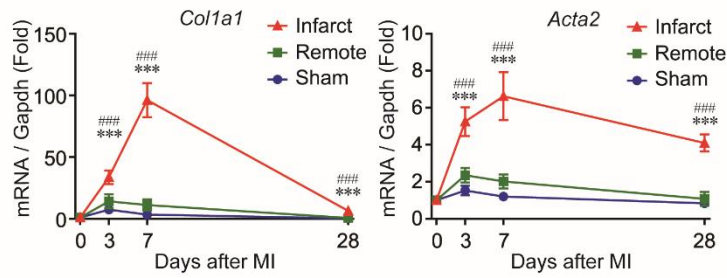 Col1a1
mRNA / Gapdh (Fold)
150
100
50
0
Infarct
Remote
Sham
###
***
###
***
###
***
0 3 7 28
Days after MI
Acta2
mRNA / Gapdh (Fold)
10
8
6
4
2
0
Infarct
Remote
Sham
###
***
###
***
###
***
0 3 7 28
Days after MI